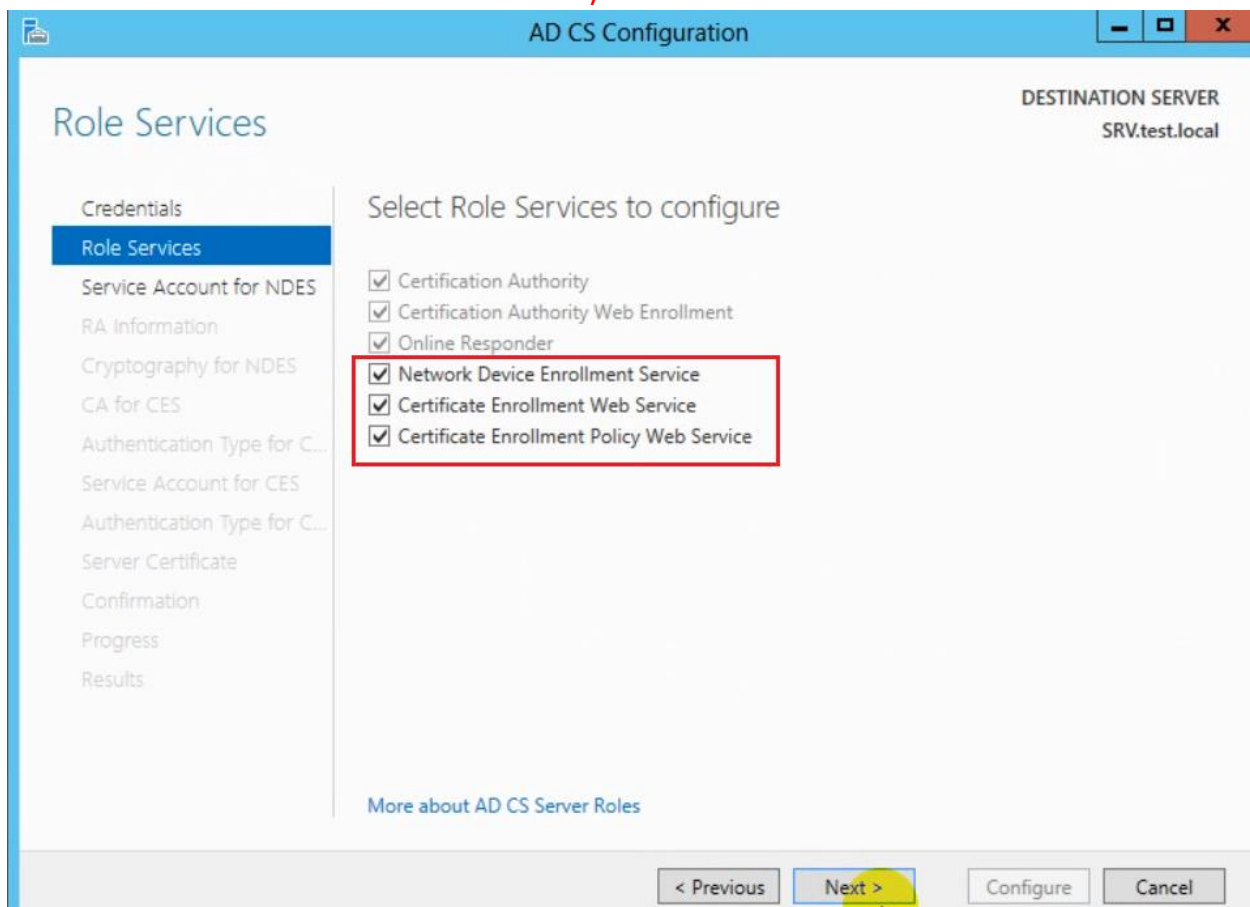 AD CS Configuration
x
Role Services
DESTINATION SERVER
SRV.test.local
Credentials
Role Services
Service Account for NDES
RA Information
Cryptography for NDES
CA for CES
Authentication Type for C...
Service Account for CES
Authentication Type for C...
Server Certificate
Confirmation
Progress
Results
Select Role Services to configure
Certification Authority
Certification Authority Web Enrollment
Online Responder
Network Device Enrollment Service
Certificate Enrollment Web Service
Certificate Enrollment Policy Web Service
More about AD CS Server Roles
< Previous
Next >
Configure
Cancel